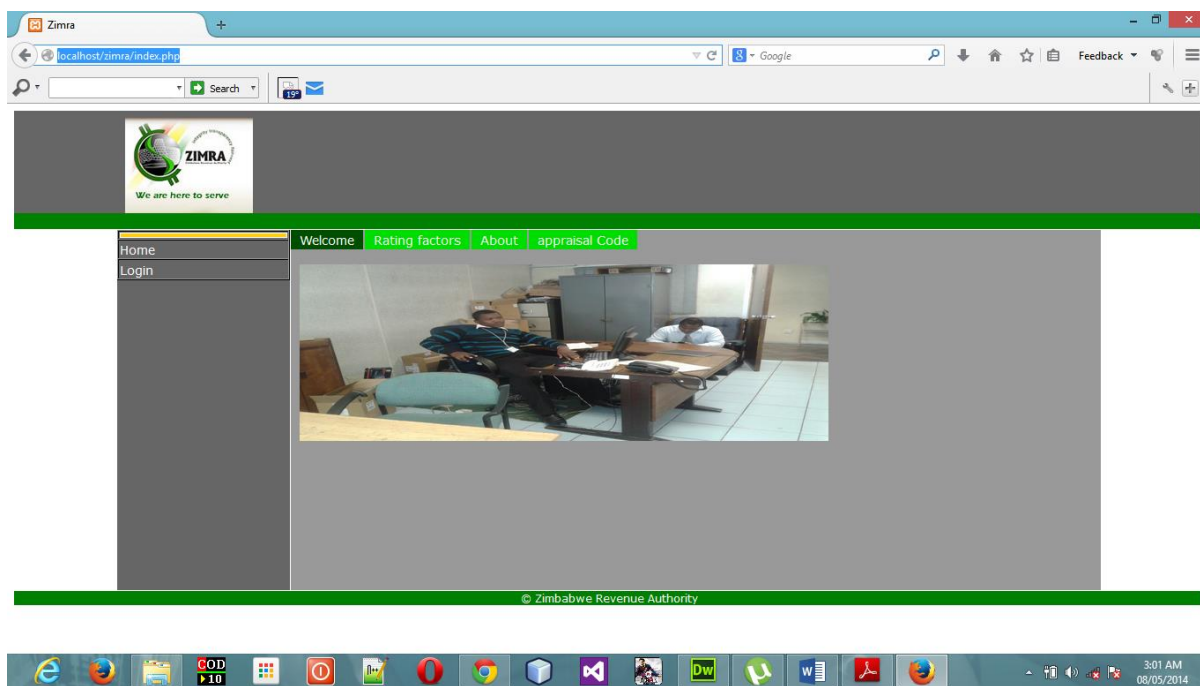 Zimra
localhost/zimra/index.php
Google
Feedback
Search
19°
ZIMRA
We are here to serve
Home
Login
Welcome Rating factors About appraisal Code
© Zimbabwe Revenue Authority
COD
10
Dw
3:01 AM
08/05/2014